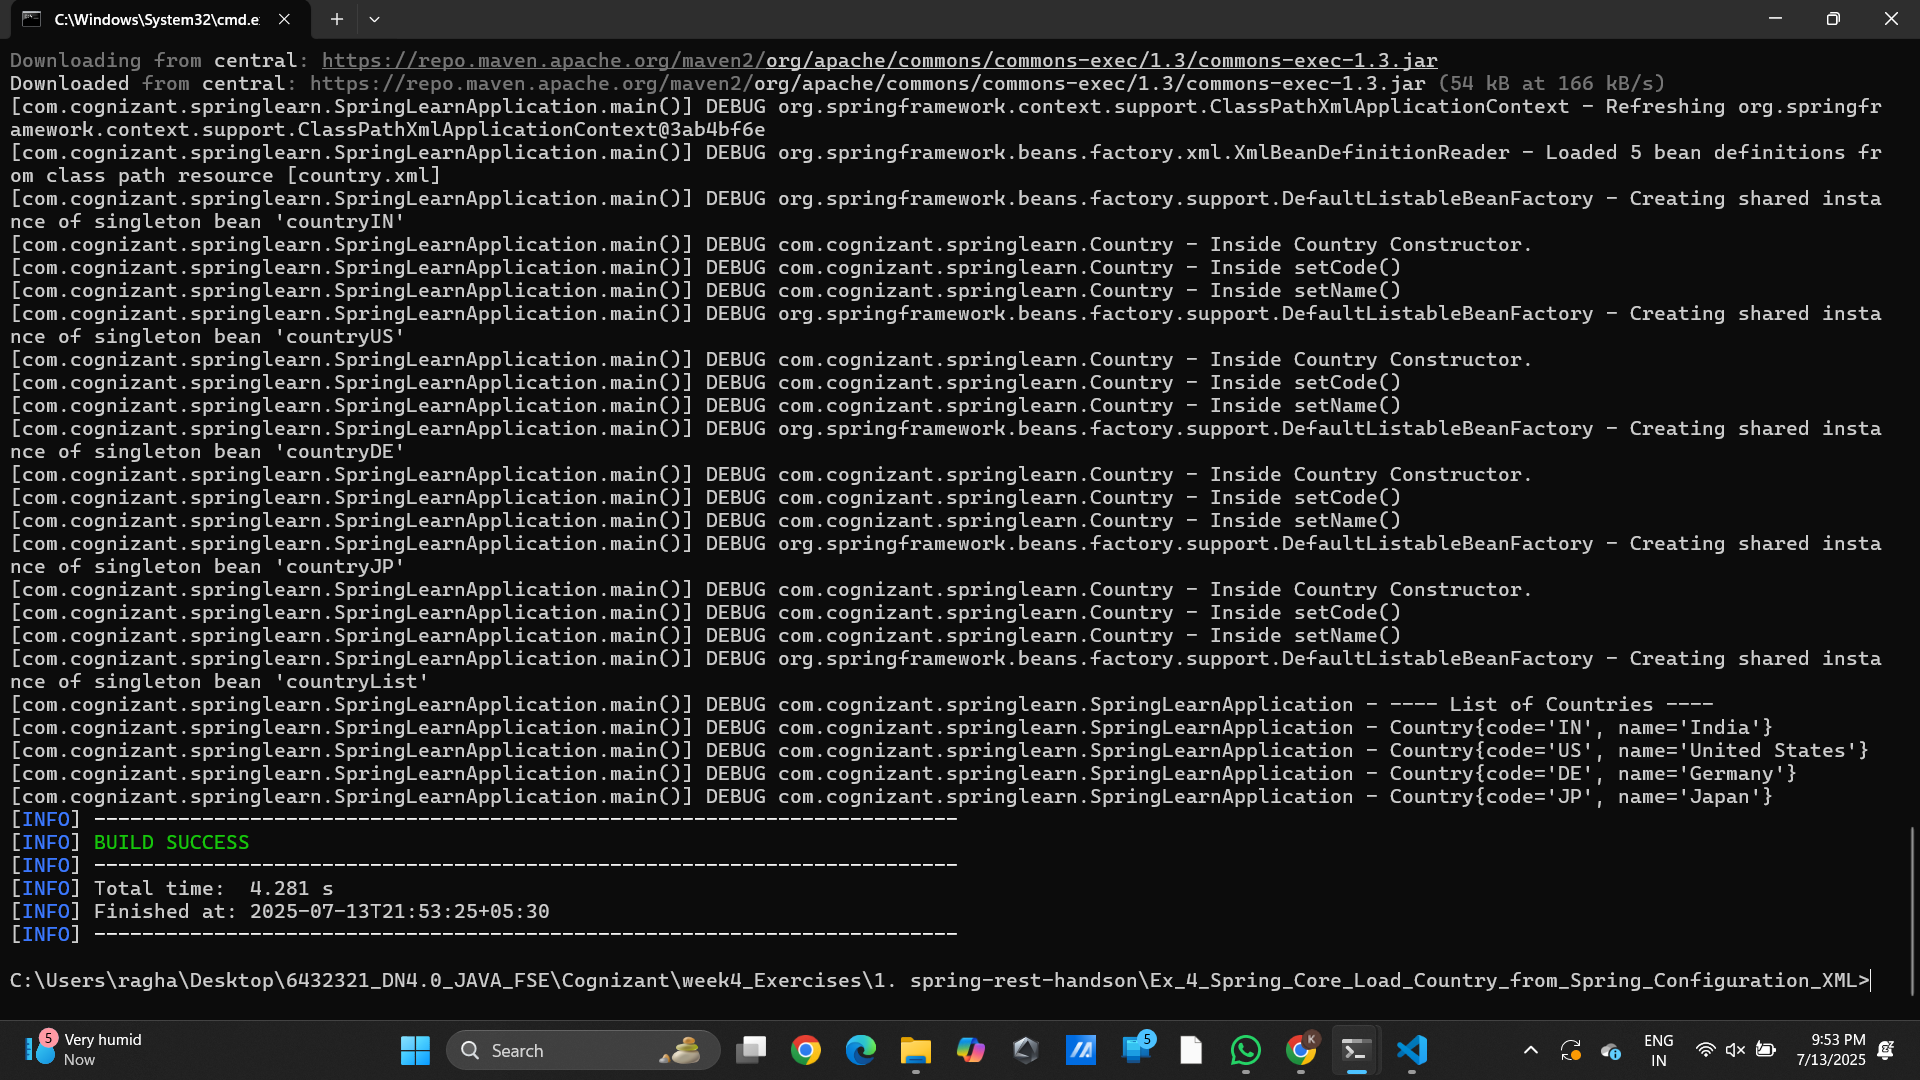 C:\Windows\System32\cmd.e
Downloading from central: https://repo.maven.apache.org/maven2/org/apache/commons/commons-exec/1.3/commons-exec-1.3.jar
Downloaded from central: https://repo.maven.apache.org/maven2/org/apache/commons/commons-exec/1.3/commons-exec-1.3.jar (54 kB at 166 kB/s)
[com.cognizant.springlearn.SpringLearnApplication.main()] DEBUG org.springframework.context.support.ClassPathXmlApplicationContext - Refreshing org.springfr
amework.context.support.ClassPathXmlApplicationContext@3ab4bf6e
[com.cognizant.springlearn.SpringLearnApplication.main()] DEBUG org.springframework.beans.factory.xml.XmlBeanDefinitionReader - Loaded 5 bean definitions fr
om class path resource [country.xml]
[com.cognizant.springlearn.SpringLearnApplication.main()] DEBUG org.springframework.beans.factory.support.DefaultListableBeanFactory - Creating shared insta
nce of singleton bean 'countryIN'
[com.cognizant.springlearn.SpringLearnApplication.main()] DEBUG com.cognizant.springlearn.Country - Inside Country Constructor.
[com.cognizant.springlearn.SpringLearnApplication.main()] DEBUG com.cognizant.springlearn.Country - Inside setCode()
[com.cognizant.springlearn.SpringLearnApplication.main()] DEBUG com.cognizant.springlearn.Country - Inside setName()
[com.cognizant.springlearn.SpringLearnApplication.main()] DEBUG org.springframework.beans.factory.support.DefaultListableBeanFactory - Creating shared insta
nce of singleton bean 'countryUS'
[com.cognizant.springlearn.SpringLearnApplication.main()] DEBUG com.cognizant.springlearn.Country - Inside Country Constructor.
[com.cognizant.springlearn.SpringLearnApplication.main()] DEBUG com.cognizant.springlearn.Country - Inside setCode()
[com.cognizant.springlearn.SpringLearnApplication.main()] DEBUG com.cognizant.springlearn.Country - Inside setName()
[com.cognizant.springlearn.SpringLearnApplication.main()] DEBUG org.springframework.beans.factory.support.DefaultListableBeanFactory - Creating shared insta
nce of singleton bean 'countryDE'
[com.cognizant.springlearn.SpringLearnApplication.main()] DEBUG com.cognizant.springlearn.Country - Inside Country Constructor.
[com.cognizant.springlearn.SpringLearnApplication.main()] DEBUG com.cognizant.springlearn.Country - Inside setCode()
[com.cognizant.springlearn.SpringLearnApplication.main()] DEBUG com.cognizant.springlearn.Country - Inside setName()
[com.cognizant.springlearn.SpringLearnApplication.main()] DEBUG org.springframework.beans.factory.support.DefaultListableBeanFactory - Creating shared insta
nce of singleton bean 'countryJP'
[com.cognizant.springlearn.SpringLearnApplication.main()] DEBUG com.cognizant.springlearn.Country - Inside Country Constructor.
[com.cognizant.springlearn.SpringLearnApplication.main()] DEBUG com.cognizant.springlearn.Country - Inside setCode()
[com.cognizant.springlearn.SpringLearnApplication.main()] DEBUG com.cognizant.springlearn.Country - Inside setName()
[com.cognizant.springlearn.SpringLearnApplication.main()] DEBUG org.springframework.beans.factory.support.DefaultListableBeanFactory - Creating shared insta
nce of singleton bean 'countryList'
[com.cognizant.springlearn.SpringLearnApplication.main()] DEBUG com.cognizant.springlearn.SpringLearnApplication - ---- List of Countries ----
[com.cognizant.springlearn.SpringLearnApplication.main()] DEBUG com.cognizant.springlearn.SpringLearnApplication - Country{code='IN', name='India'}
[com.cognizant.springlearn.SpringLearnApplication.main()] DEBUG com.cognizant.springlearn.SpringLearnApplication - Country{code='US', name='United States'}
[com.cognizant.springlearn.SpringLearnApplication.main()] DEBUG com.cognizant.springlearn.SpringLearnApplication - Country{code='DE', name='Germany'}
[com.cognizant.springlearn.SpringLearnApplication.main()] DEBUG com.cognizant.springlearn.SpringLearnApplication - Country{code='JP', name='Japan'}
[INFO] ------------------------------------------------------------------------
[INFO] BUILD SUCCESS
[INFO] ------------------------------------------------------------------------
[INFO] Total time:  4.281 s
[INFO] Finished at: 2025-07-13T21:53:25+05:30
[INFO] ------------------------------------------------------------------------
C:\Users\ragha\Desktop\6432321_DN4.0_JAVA_FSE\Cognizant\week4_Exercises\1. spring-rest-handson\Ex_4_Spring_Core_Load_Country_from_Spring_Configuration_XML>
5
Very humid
Now
Search
5
K
ENG
IN
9:53 PM
7/13/2025